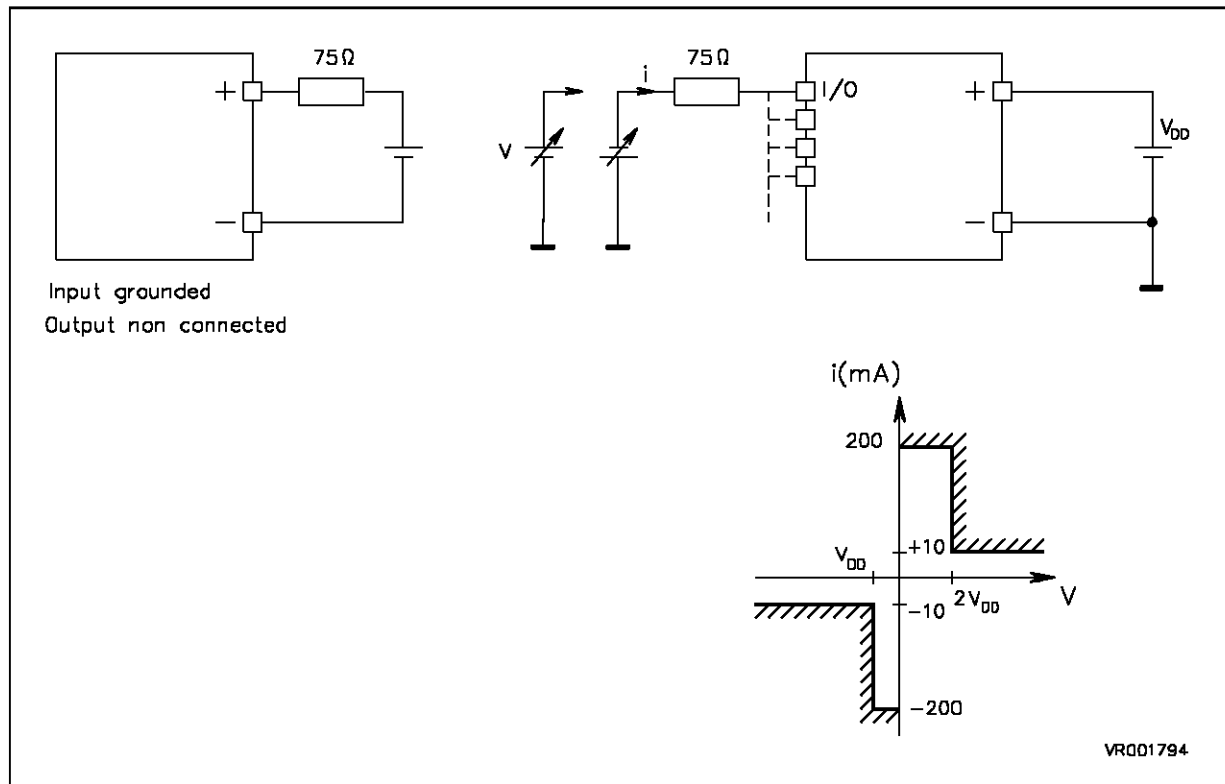 75Ω
+
−
Input grounded
Output non connected
V
i
75Ω
I/O
+
−
VDD
i(mA)
200
+10
VDD
−10
2VDD
V
−200
VR001794